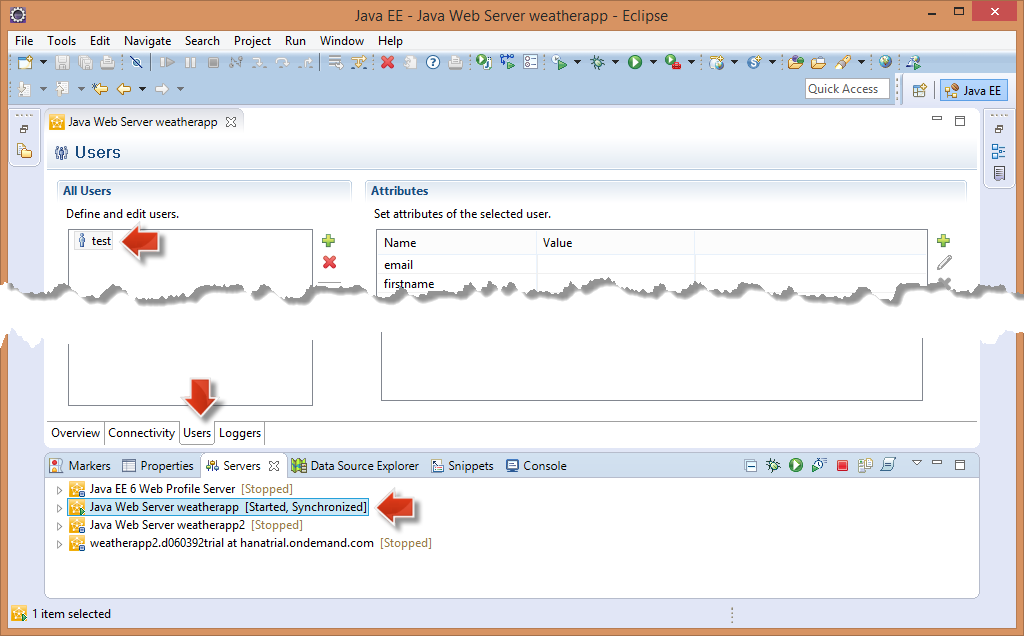 Java EE - Java Web Server weatherapp - Eclipse
File Tools Edit Navigate Search Project Run Window Help
Quick Access
Java EE
Java Web Server weatherapp
Users
All Users
Attributes
Define and edit users.
Set attributes of the selected user.
test
Name Value
email
firstname
Overview Connectivity Users Loggers
Markers Properties Servers Data Source Explorer Snippets Console
Java EE 6 Web Profile Server [Stopped]
Java Web Server weatherapp [Started, Synchronized]
Java Web Server weatherapp2 [Stopped]
weatherapp2.d060392trial at hanatrial.ondemand.com [Stopped]
1 item selected